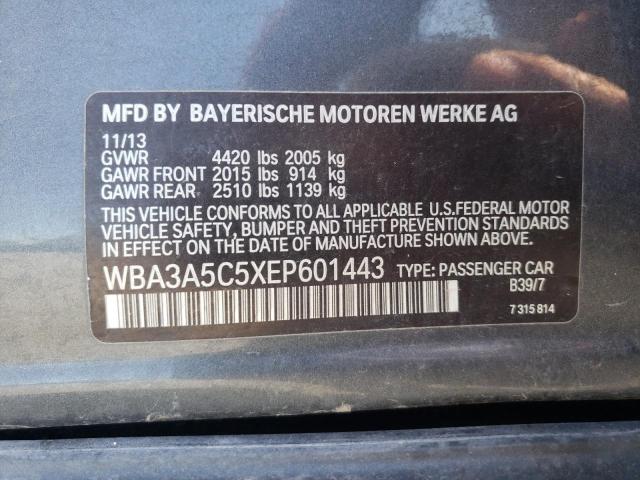 MFD BY BAYERISCHE MOTOREN WERKE AG
11/13
GVWR 4420 lbs 2005 kg
GAWR FRONT 2015 lbs 914 kg
GAWR REAR 2510 lbs 1139 kg
THIS VEHICLE CONFORMS TO ALL APPLICABLE U.S.FEDERAL MOTOR
VEHICLE SAFETY, BUMPER AND THEFT PREVENTION STANDARDS
IN EFFECT ON THE DATE OF MANUFACTURE SHOWN ABOVE.
WBA3A5C5XEP601443 TYPE: PASSENGER CAR
B39/7
7 315 814